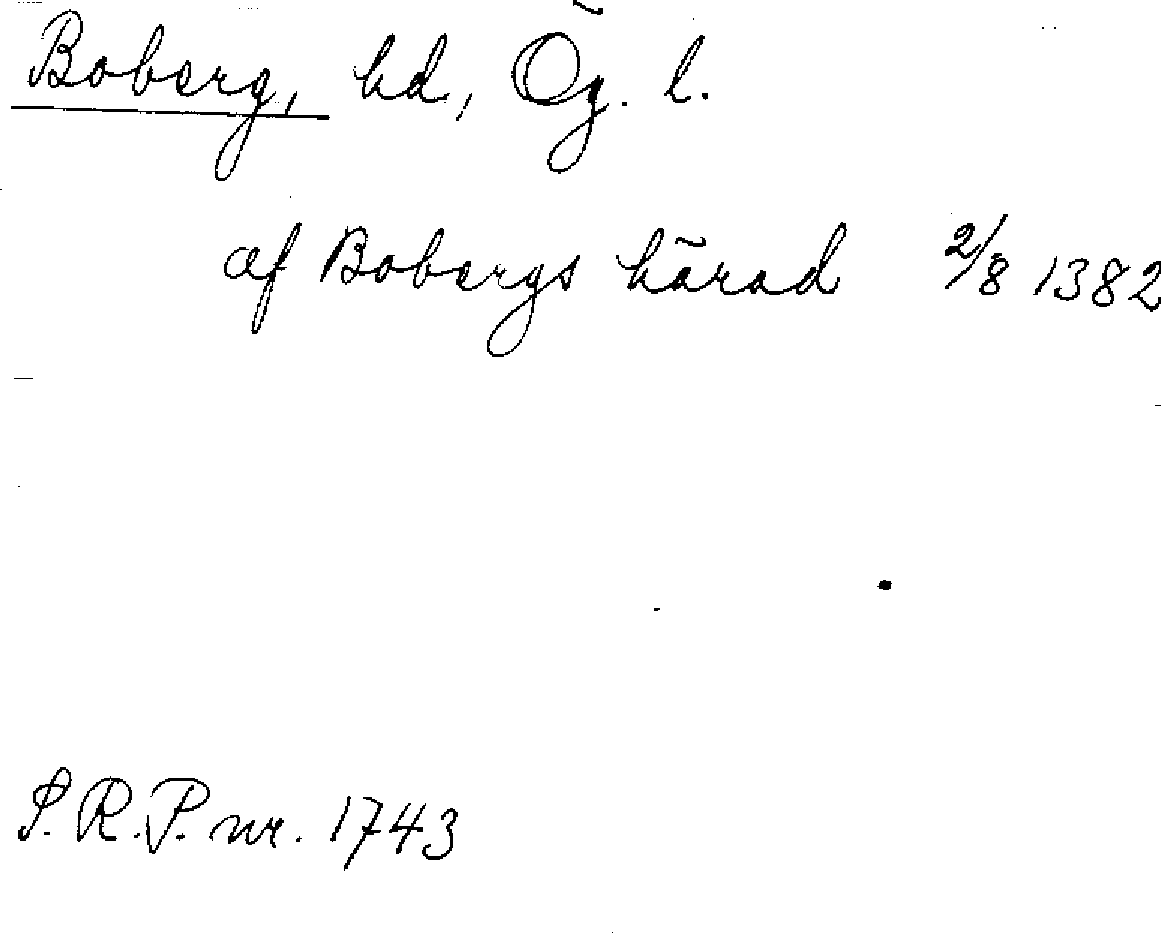 Boberg, hd, Ög. l.
af Bobergs härad 2/8 1382
S.R.P. nr. 1743